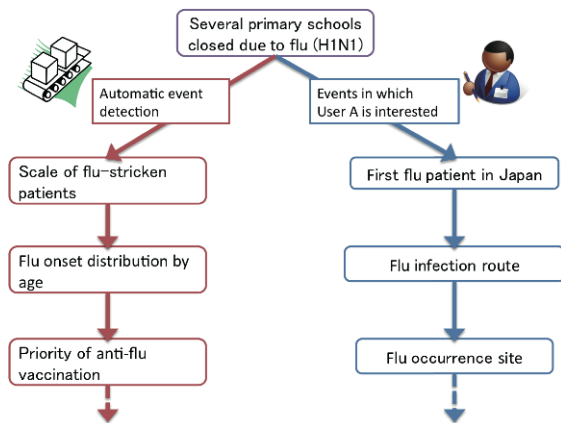 Several primary schools
closed due to flu (H1N1)
Automatic event
detection
Events in which
User A is interested
Scale of flu-stricken
patients
First flu patient in Japan
Flu onset distribution by
age
Flu infection route
Priority of anti-flu
vaccination
Flu occurrence site